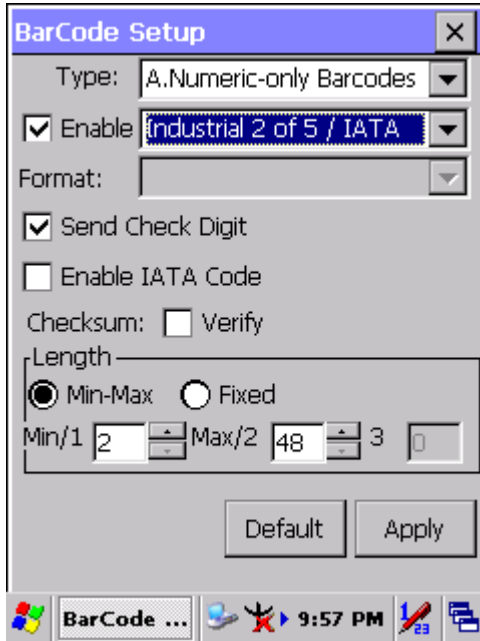 BarCode Setup
Type: A.Numeric-only Barcodes
Enable Industrial 2 of 5 / IATA
Format:
Send Check Digit
Enable IATA Code
Checksum: Verify
Length
Min-Max Fixed
Min/1 2 Max/2 48 3 0
Default Apply
BarCode ... 9:57 PM 1 23